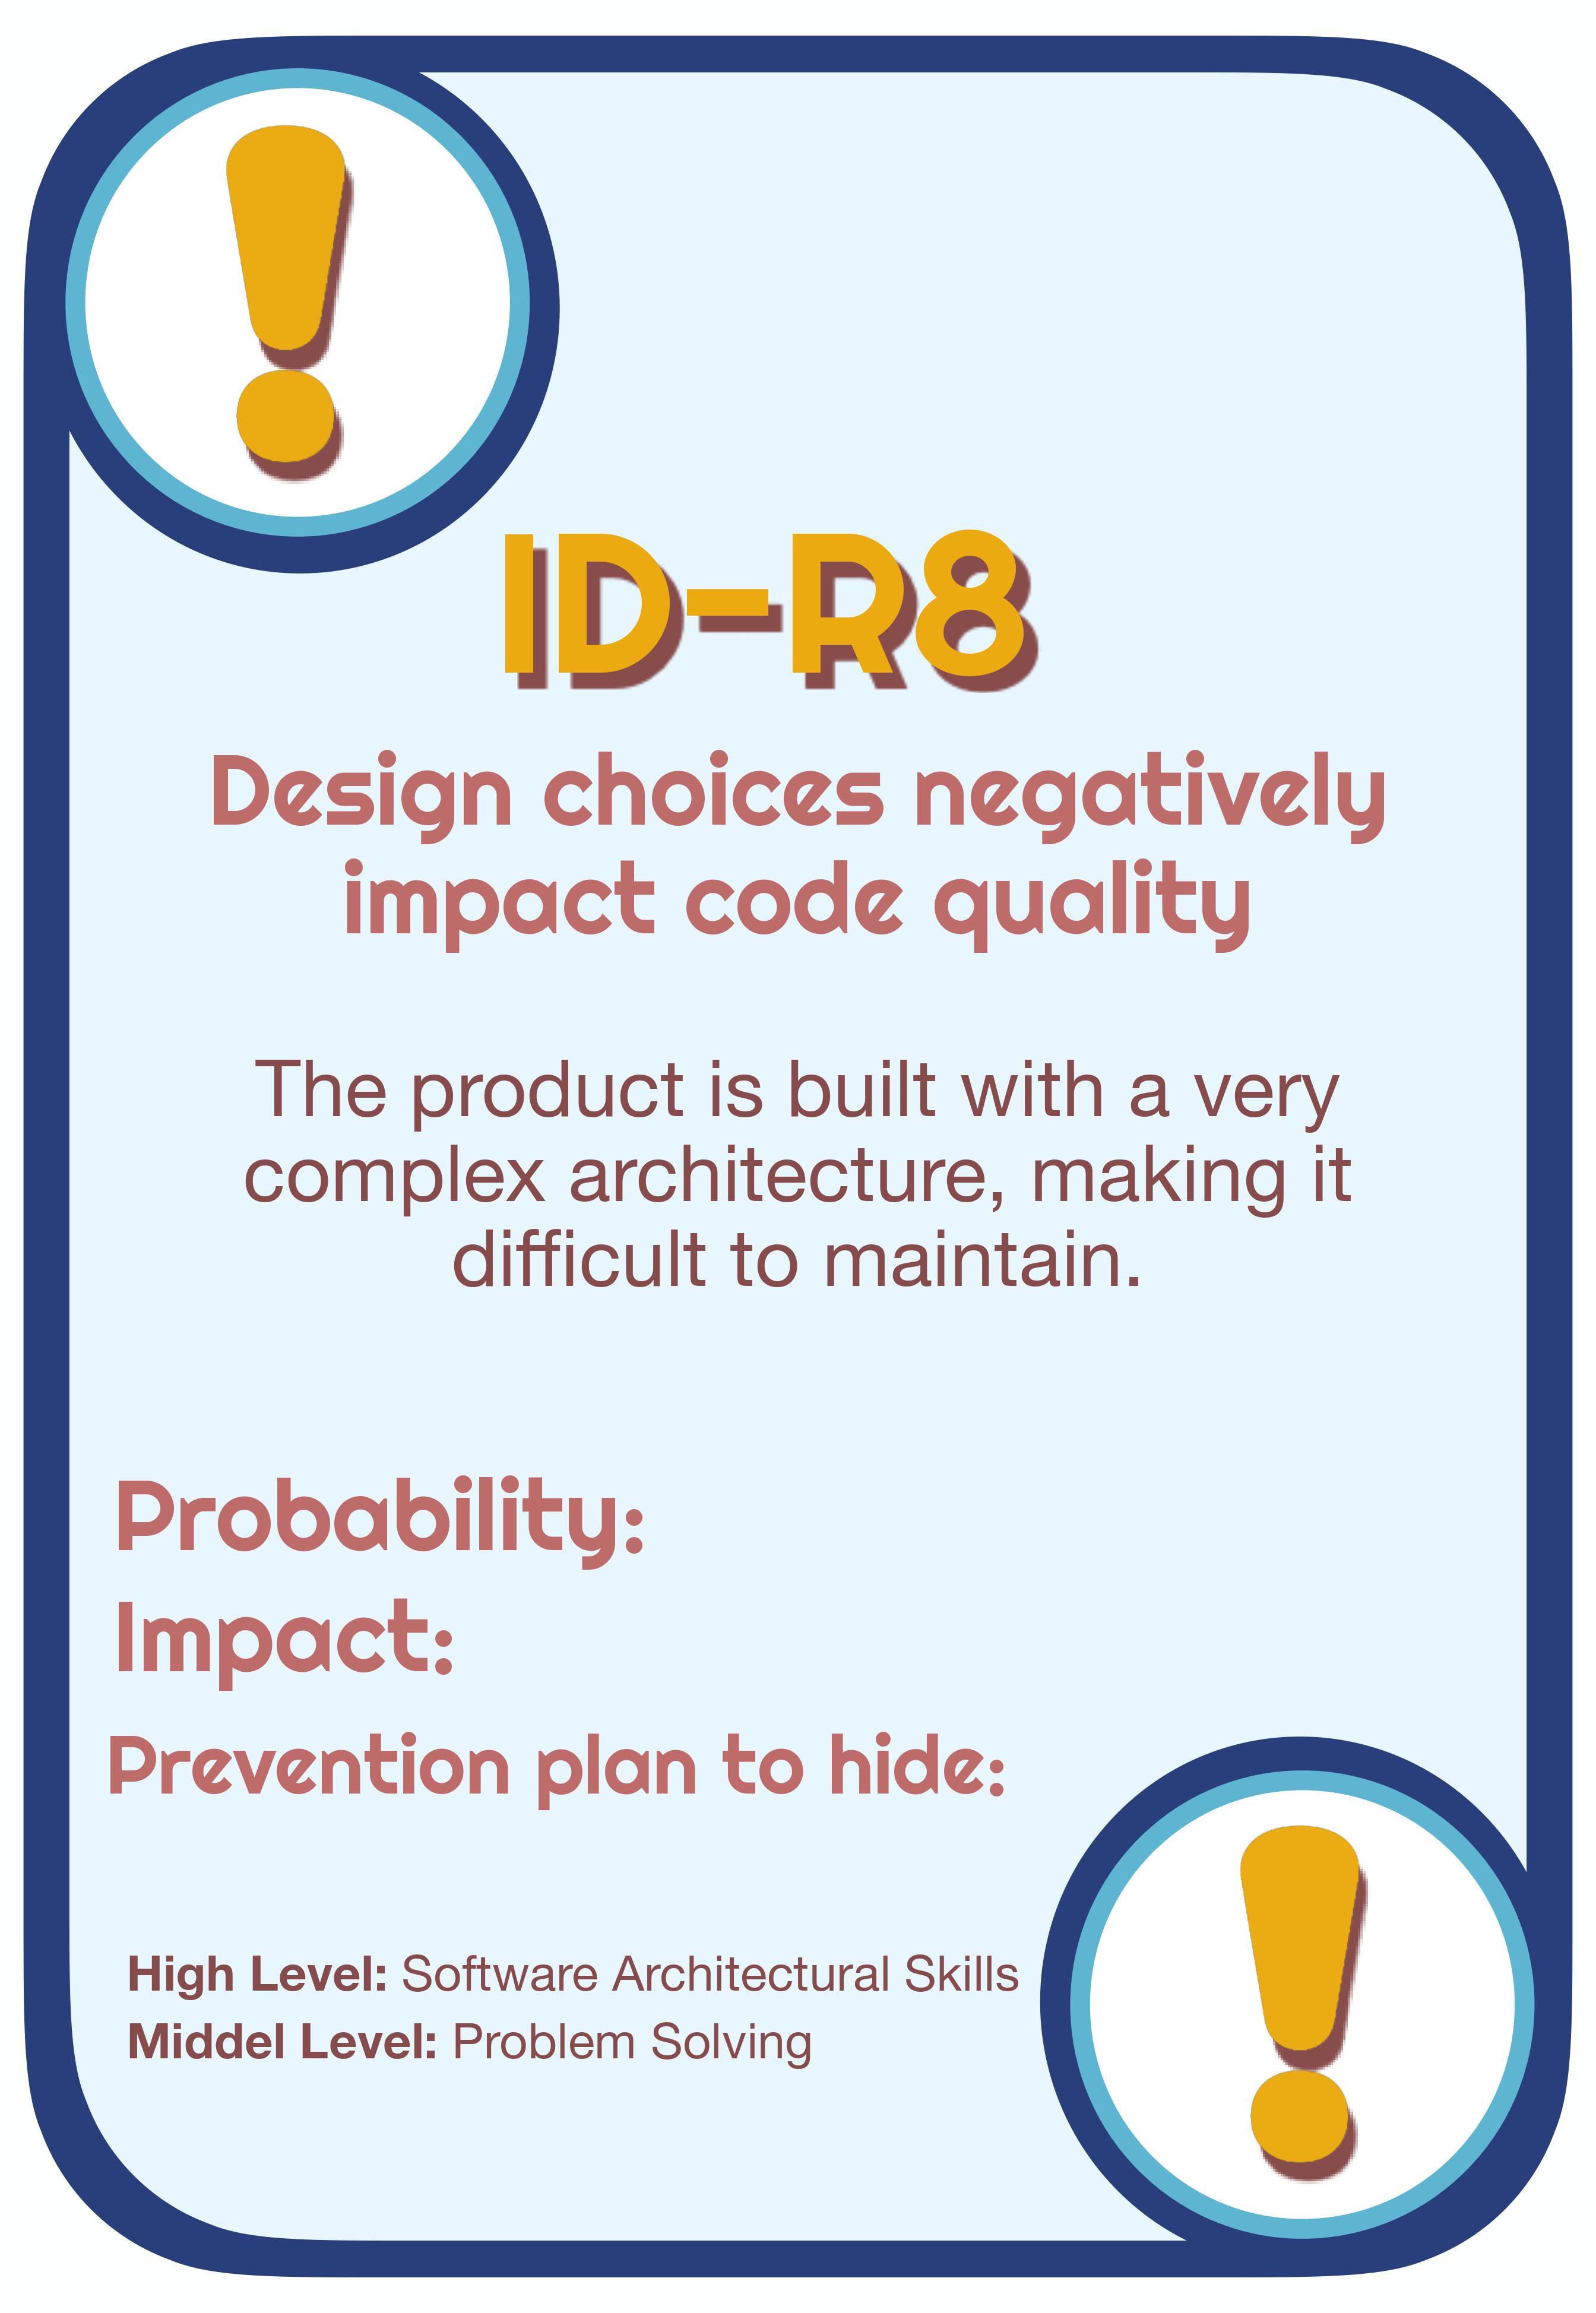 !
ID-R8
Design choices negatively
impact code quality
The product is built with a very
complex architecture, making it
difficult to maintain.
Probability:
Impact:
Prevention plan to hide:
High Level: Software Architectural Skills
Middel Level: Problem Solving
!